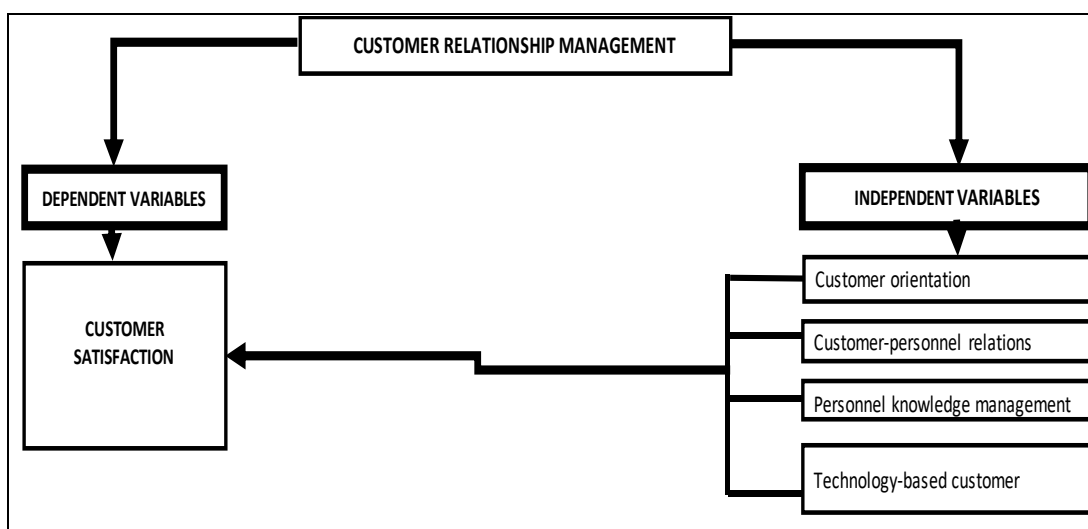 CUSTOMER RELATIONSHIP MANAGEMENT
DEPENDENT VARIABLES
INDEPENDENT VARIABLES
CUSTOMER
SATISFACTION
Customer orientation
Customer-personnel relations
Personnel knowledge management
Technology-based customer